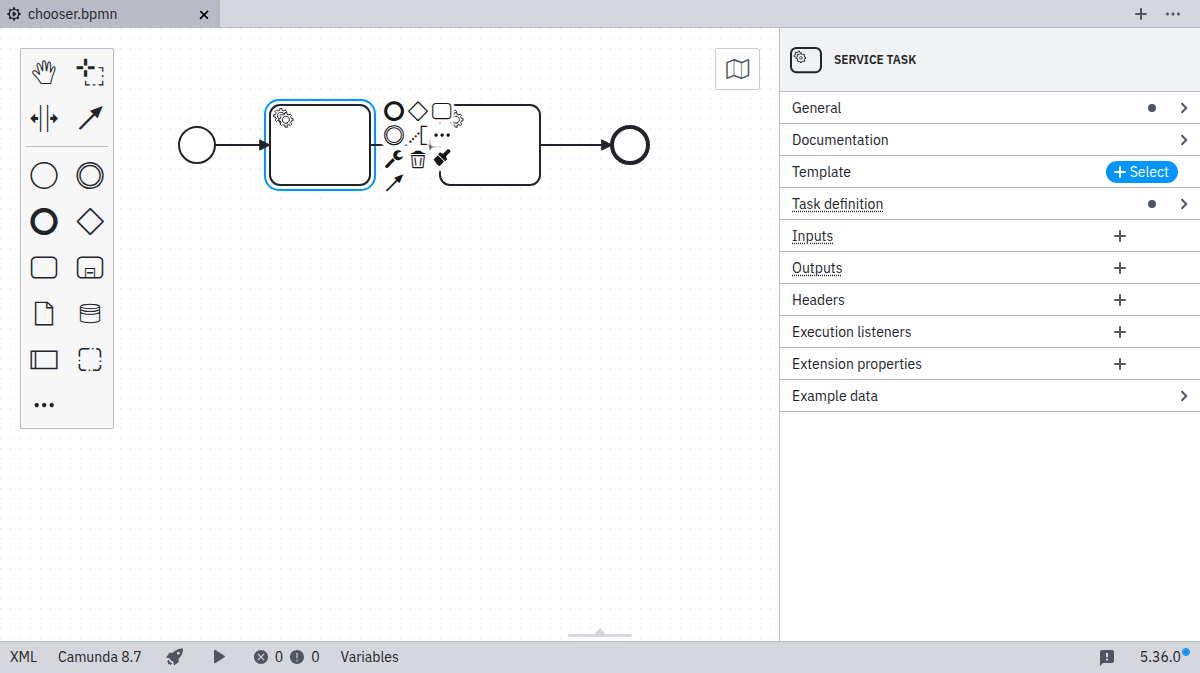 chooser.bpmn
SERVICE TASK
General
Documentation
Template
Select
Task definition
Inputs
Outputs
Headers
Execution listeners
Extension properties
Example data
XML
Camunda 8.7
0
0
Variables
5.36.0